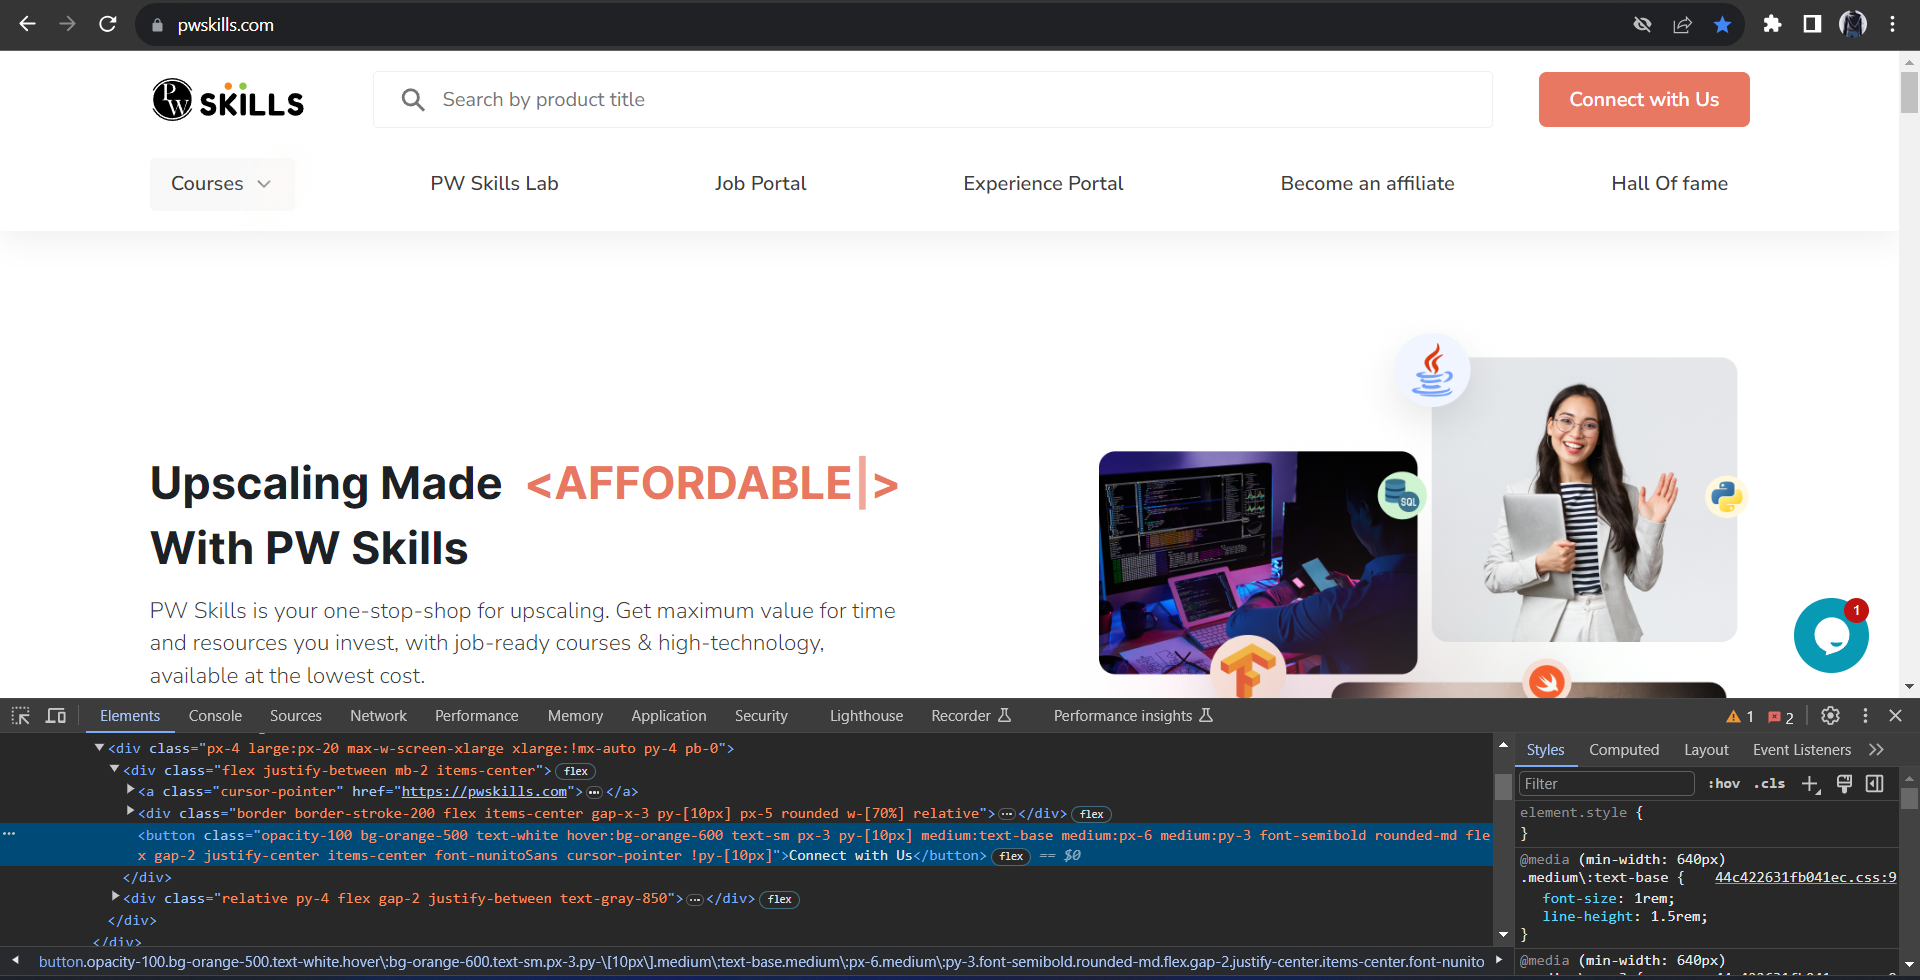 pwskills.com
PW SKILLS
Search by product title
Connect with Us
Courses
PW Skills Lab
Job Portal
Experience Portal
Become an affiliate
Hall Of fame
Upscaling Made <AFFORDABLE|>
With PW Skills
PW Skills is your one-stop-shop for upscaling. Get maximum value for time
and resources you invest, with job-ready courses & high-technology,
available at the lowest cost.
SQL
1
Elements Console Sources Network Performance Memory Application Security Lighthouse Recorder Performance insights 1 2
<div class="px-4 large:px-20 max-w-screen-xlarge xlarge:!mx-auto py-4 pb-0">
<div class="flex justify-between mb-2 items-center"> flex
<a class="cursor-pointer" href="https://pwskills.com">…</a>
<div class="border border-stroke-200 flex items-center gap-x-3 py-[10px] px-5 rounded w-[70%] relative">…</div> flex
… <button class="opacity-100 bg-orange-500 text-white hover:bg-orange-600 text-sm px-3 py-[10px] medium:text-base medium:px-6 medium:py-3 font-semibold rounded-md fle
x gap-2 justify-center items-center font-nunitoSans cursor-pointer !py-[10px]">Connect with Us</button> flex == $0
</div>
<div class="relative py-4 flex gap-2 justify-between text-gray-850">…</div> flex
</div>
</div>
button.opacity-100.bg-orange-500.text-white.hover\:bg-orange-600.text-sm.px-3.py-\[10px\].medium\:text-base.medium\:px-6.medium\:py-3.font-semibold.rounded-md.flex.gap-2.justify-center.items-center.font-nunito
Styles Computed Layout Event Listeners
Filter :hov .cls
element.style {
}
@media (min-width: 640px)
.medium\:text-base { 44c422631fb041ec.css:9
font-size: 1rem;
line-height: 1.5rem;
}
@media (min-width: 640px)